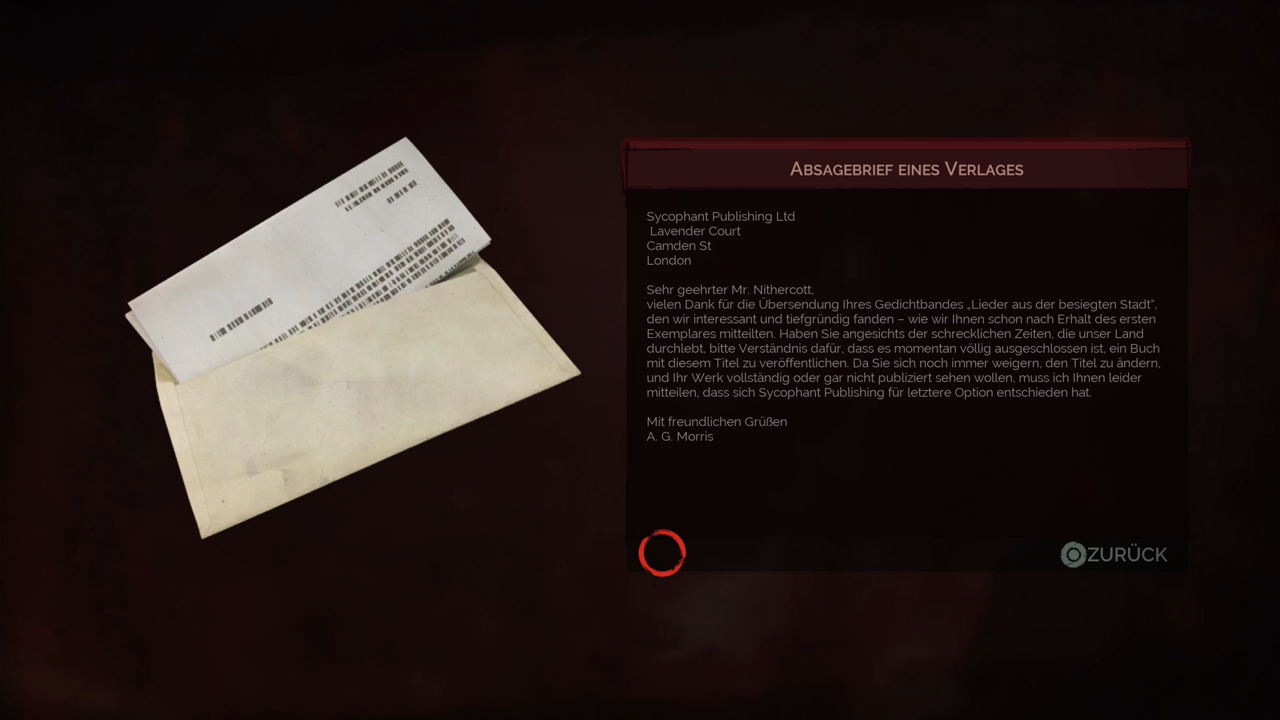 Absagebrief eines Verlages
Sycophant Publishing Ltd
Lavender Court
Camden St
London
Sehr geehrter Mr. Nithercott,
vielen Dank für die Übersendung Ihres Gedichtbandes „Lieder aus der besiegten Stadt“,
den wir interessant und tiefgründig fanden – wie wir Ihnen schon nach Erhalt des ersten
Exemplares mitteilten. Haben Sie angesichts der schrecklichen Zeiten, die unser Land
durchlebt, bitte Verständnis dafür, dass es momentan völlig ausgeschlossen ist, ein Buch
mit diesem Titel zu veröffentlichen. Da Sie sich noch immer weigern, den Titel zu ändern,
und Ihr Werk vollständig oder gar nicht publiziert sehen wollen, muss ich Ihnen leider
mitteilen, dass sich Sycophant Publishing für letztere Option entschieden hat.
Mit freundlichen Grüßen
A. G. Morris
ZURÜCK